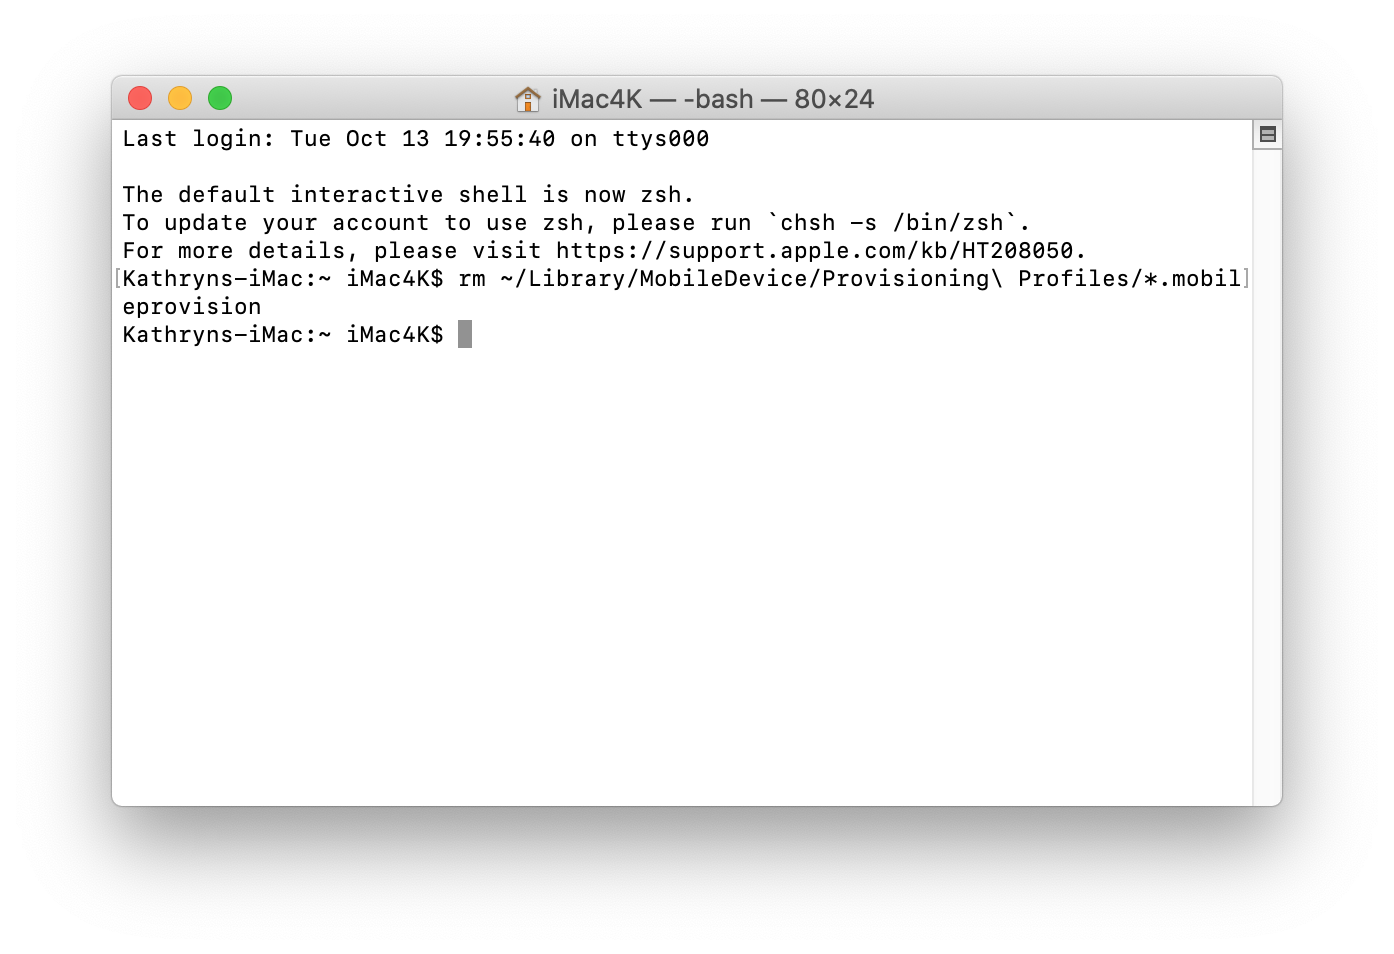 iMac4K — -bash — 80×24
Last login: Tue Oct 13 19:55:40 on ttys000
The default interactive shell is now zsh.
To update your account to use zsh, please run `chsh -s /bin/zsh`.
For more details, please visit https://support.apple.com/kb/HT208050.
[Kathryns-iMac:~ iMac4K$ rm ~/Library/MobileDevice/Provisioning\ Profiles/*.mobil]
eprovision
Kathryns-iMac:~ iMac4K$